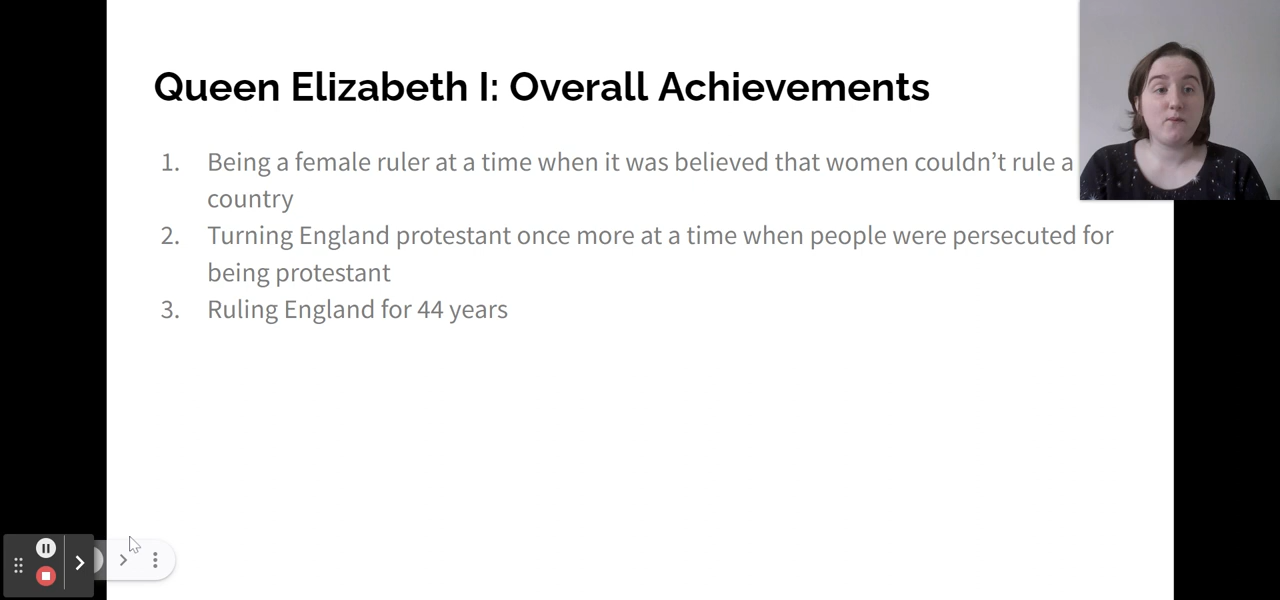 Queen Elizabeth I: Overall Achievements
1. Being a female ruler at a time when it was believed that women couldn’t rule a
country
2. Turning England protestant once more at a time when people were persecuted for
being protestant
3. Ruling England for 44 years